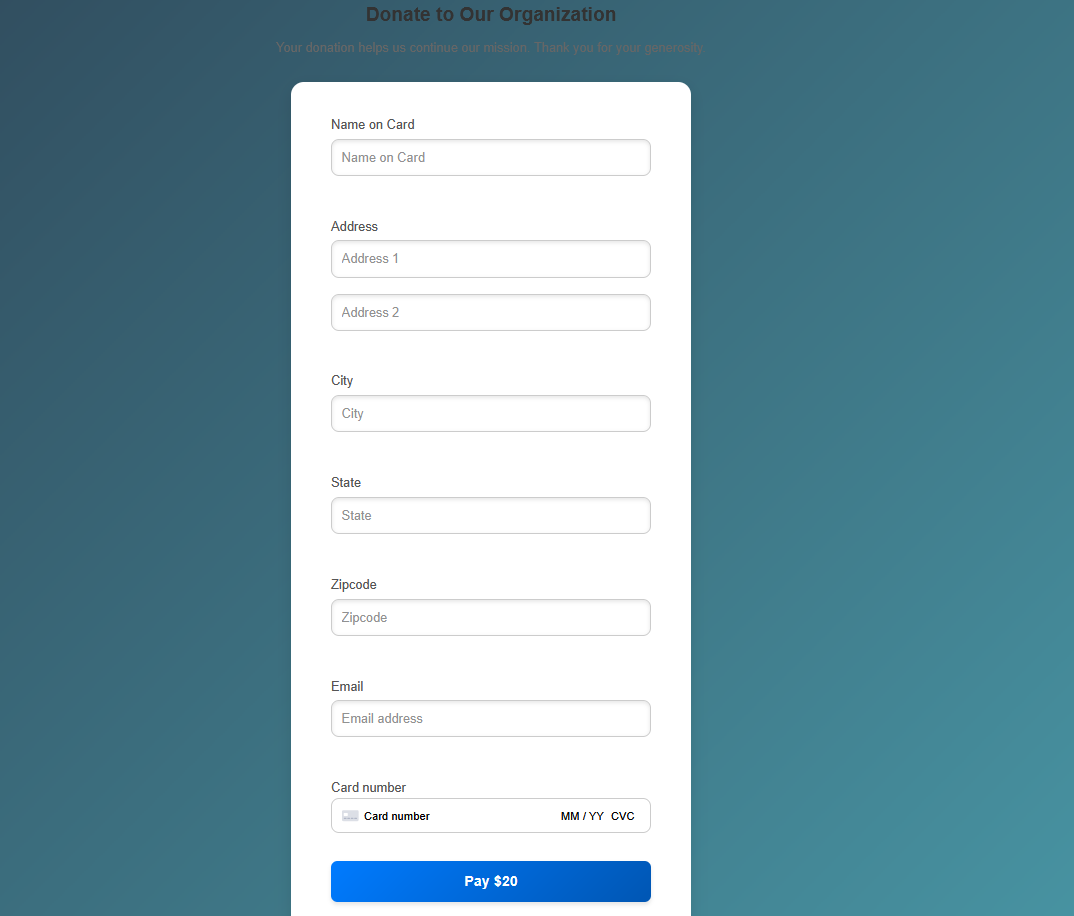 Donate to Our Organization
Your donation helps us continue our mission. Thank you for your generosity.
Name on Card
Name on Card
Address
Address 1
Address 2
City
City
State
State
Zipcode
Zipcode
Email
Email address
Card number
Card number MM / YY CVC
Pay $20